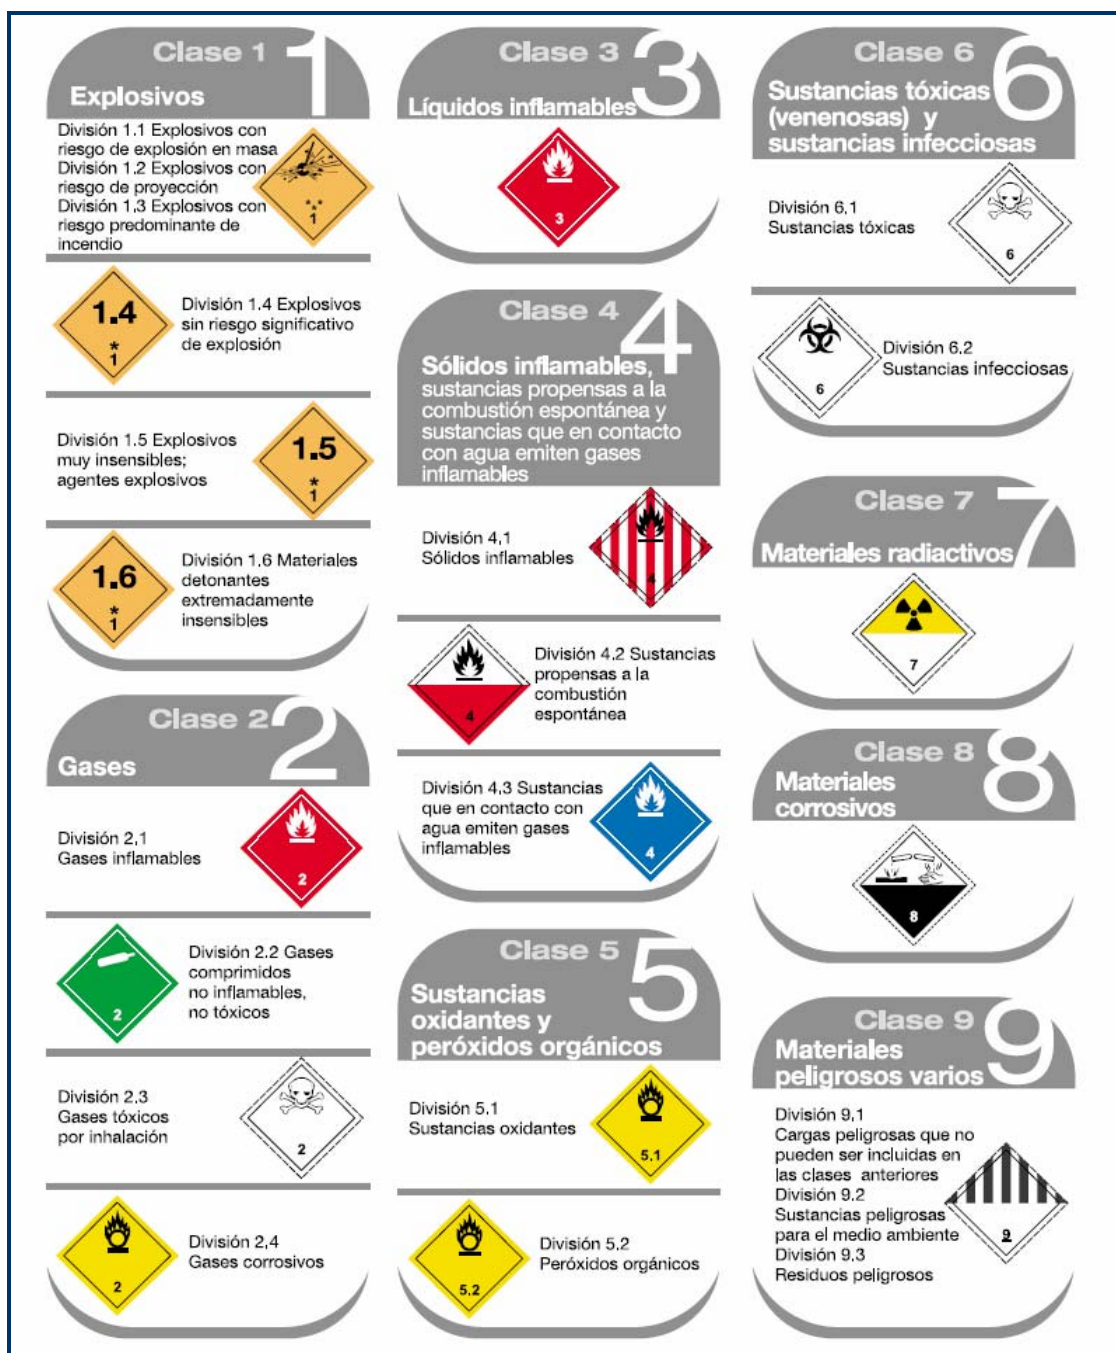 Clase 1
1
Explosivos
División 1.1 Explosivos con
riesgo de explosión en masa
División 1.2 Explosivos con
riesgo de proyección
División 1.3 Explosivos con
riesgo predominante de
incendio
* * *
1
1.4
*
1
División 1.4 Explosivos
sin riesgo significativo
de explosión
División 1.5 Explosivos
muy insensibles;
agentes explosivos
1.5
*
1
1.6
*
1
División 1.6 Materiales
detonantes
extremadamente
insensibles
Clase 2
2
Gases
División 2,1
Gases inflamables
2
2
División 2.2 Gases
comprimidos
no inflamables,
no tóxicos
División 2.3
Gases tóxicos
por inhalación
2
2
División 2,4
Gases corrosivos
Clase 3
3
Líquidos inflamables
3
Clase 4
4
Sólidos inflamables,
sustancias propensas a la
combustión espontánea y
sustancias que en contacto
con agua emiten gases
inflamables
División 4,1
Sólidos inflamables
4
4
División 4.2 Sustancias
propensas a la
combustión
espontánea
División 4.3 Sustancias
que en contacto con
agua emiten gases
inflamables
4
Clase 5
5
Sustancias
oxidantes y
peróxidos orgánicos
División 5.1
Sustancias oxidantes
5.1
5.2
División 5.2
Peróxidos orgánicos
Clase 6
6
Sustancias tóxicas
(venenosas) y
sustancias infecciosas
División 6,1
Sustancias tóxicas
6
6
División 6.2
Sustancias infecciosas
Clase 7
7
Materiales radiactivos
7
Clase 8
8
Materiales
corrosivos
8
Clase 9
9
Materiales
peligrosos varios
División 9,1
Cargas peligrosas que no
pueden ser incluidas en
las clases anteriores
División 9.2
Sustancias peligrosas
para el medio ambiente
División 9.3
Residuos peligrosos
9